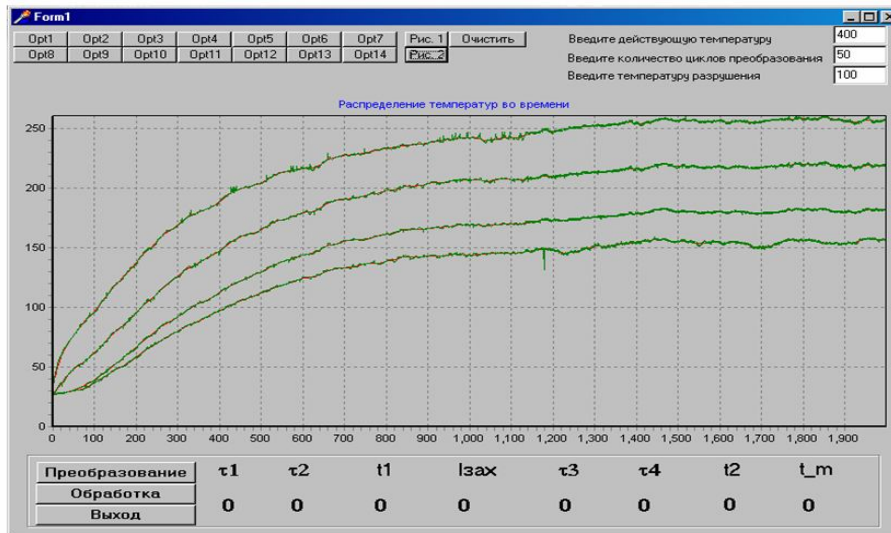 Form1
Opt1 Opt2 Opt3 Opt4 Opt5 Opt6 Opt7 Рис. 1 Очистить
Opt8 Opt9 Opt10 Opt11 Opt12 Opt13 Opt14 Рис. 2
Введите действующую температуру 400
Введите количество циклов преобразования 50
Введите температуру разрушения 100
Распределение температур во времени
250
200
150
100
50
0
0 100 200 300 400 500 600 700 800 900 1,000 1,100 1,200 1,300 1,400 1,500 1,600 1,700 1,800 1,900
Преобразование τ1 τ2 t1 Iзах τ3 τ4 t2 t_m
Обработка 0 0 0 0 0 0 0 0
Выход